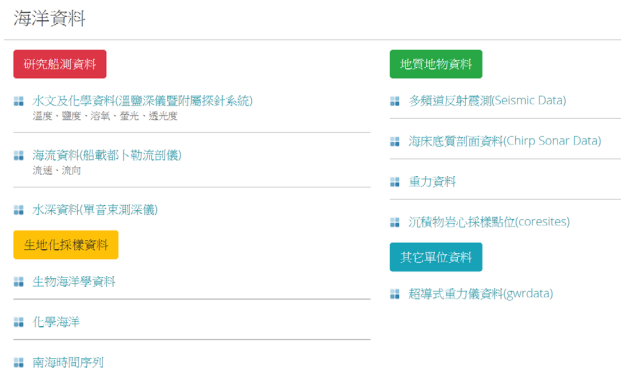 海洋資料
研究船測資料
水文及化學資料(溫鹽深儀暨附屬探針系統)
溫度、鹽度、溶氧、螢光、透光度
海流資料(船載都卜勒流剖儀)
流速、流向
水深資料(單音束測深儀)
生地化採樣資料
生物海洋學資料
化學海洋
南海時間序列
地質地物資料
多頻道反射震測(Seismic Data)
海床底質剖面資料(Chirp Sonar Data)
重力資料
沉積物岩心採樣點位(coresites)
其它單位資料
超導式重力儀資料(gwrdata)